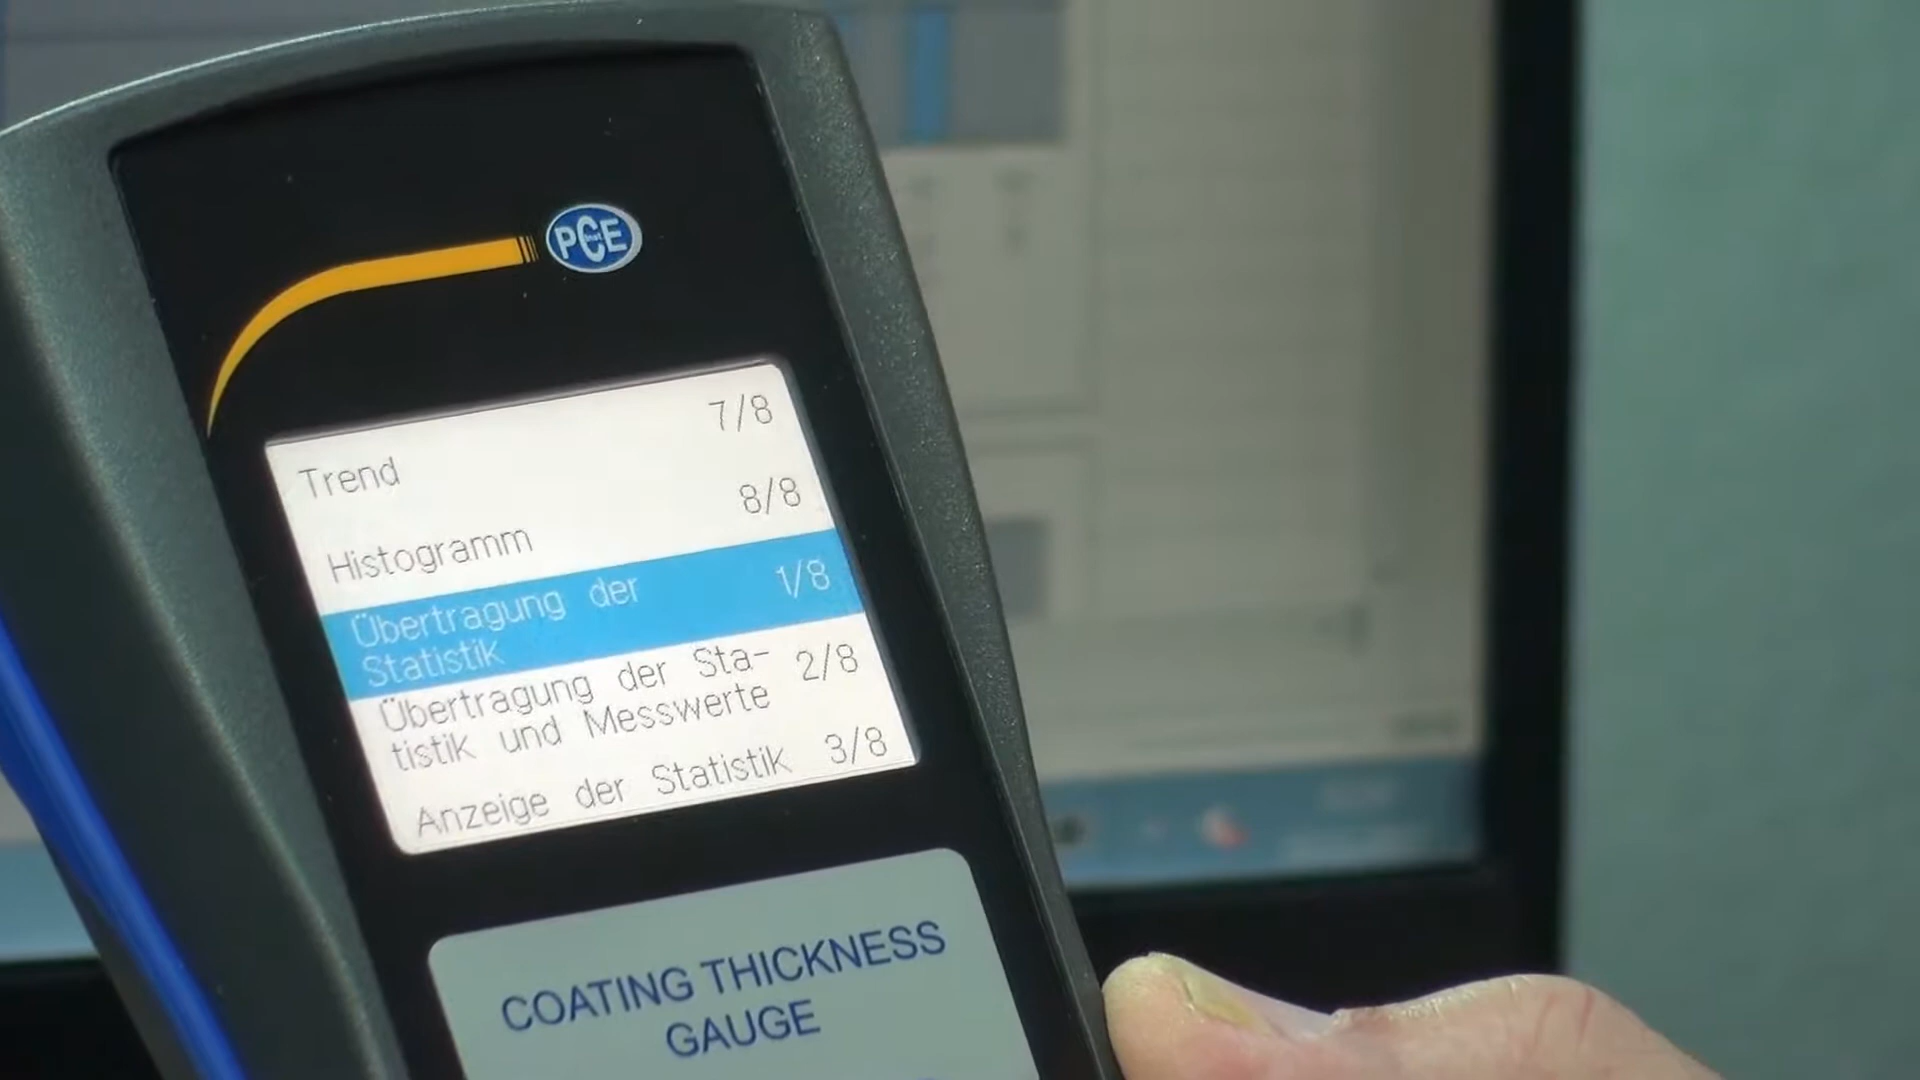 PCE
Inst
7/8
Trend
8/8
Histogramm
Übertragung der 1/8
Statistik
Übertragung der Sta- 2/8
tistik und Messwerte
Anzeige der Statistik 3/8
COATING THICKNESS
GAUGE